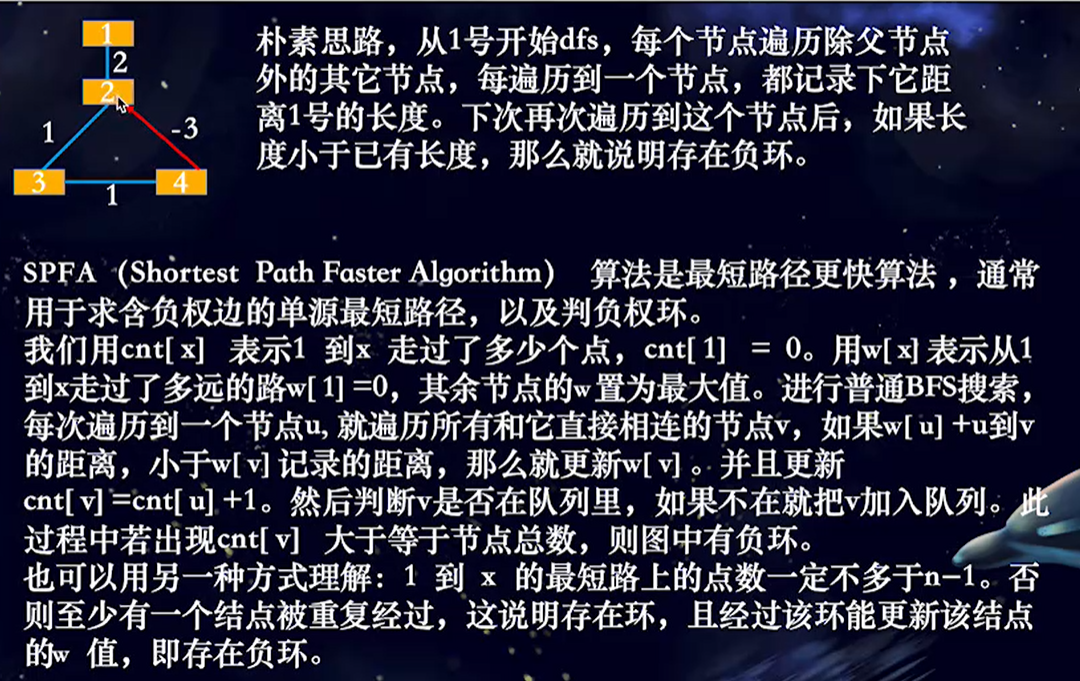 1
2
2
1
-3
3
4
1
朴素思路，从1号开始dfs，每个节点遍历除父节点
外的其它节点，每遍历到一个节点，都记录下它距
离1号的长度。下次再次遍历到这个节点后，如果长
度小于已有长度，那么就说明存在负环。
SPFA（Shortest Path Faster Algorithm） 算法是最短路径更快算法 ，通常
用于求含负权边的单源最短路径，以及判负权环。
我们用cnt[x] 表示1 到x 走过了多少个点，cnt[1] = 0。用w[x]表示从1
到x走过了多远的路w[1]=0，其余节点的w置为最大值。进行普通BFS搜索，
每次遍历到一个节点u, 就遍历所有和它直接相连的节点v，如果w[u]+u到v
的距离，小于w[v]记录的距离，那么就更新w[v] 。并且更新
cnt[v]=cnt[u]+1。然后判断v是否在队列里，如果不在就把v加入队列。此
过程中若出现cnt[v] 大于等于节点总数，则图中有负环。
也可以用另一种方式理解：1 到 x 的最短路上的点数一定不多于n-1。否
则至少有一个结点被重复经过，这说明存在环，且经过该环能更新该结点
的w 值，即存在负环。